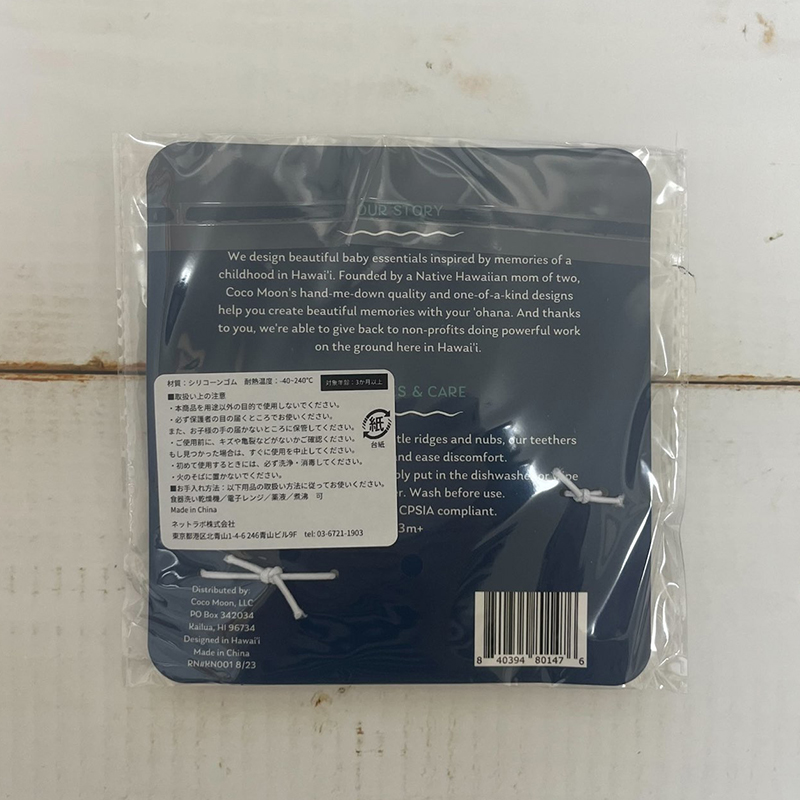 OUR STORY
We design beautiful baby essentials inspired by memories of a
childhood in Hawai'i. Founded by a Native Hawaiian mom of two,
Coco Moon's hand-me-down quality and one-of-a-kind designs
help you create beautiful memories with your 'ohana. And thanks
to you, we're able to give back to non-profits doing powerful work
on the ground here in Hawai'i.
材質：シリコーンゴム 耐熱温度：-40~240℃ 対象年齢：3か月以上
■取扱い上の注意
・本商品を用途以外の目的で使用しないでください。
・必ず保護者の目の届くところでお使いください。
また、お子様の手の届かないところに保管してください。
・ご使用前に、キズや亀裂などがないかご確認ください。
もし見つかった場合は、すぐに使用を中止してください。
・初めて使用するときには、必ず洗浄・消毒してください。
・火のそばに置かないでください。
■お手入れ方法：以下用品の取扱い方法に従ってお使いください。
食器洗い乾燥機／電子レンジ／薬液／煮沸 可
Made in China
ネットラボ株式会社
東京都港区北青山1-4-6 246青山ビル9F tel: 03-6721-1903
紙
台紙
& CARE
ridges and nubs, our teethers
and ease discomfort.
put in the dishwasher or
Wash before use.
CPSIA compliant.
3m+
Distributed by:
Coco Moon, LLC
PO Box 342034
Kailua, HI 96734
Designed in Hawai'i
Made in China
RN#KN001 8/23
8 40394 80147 6